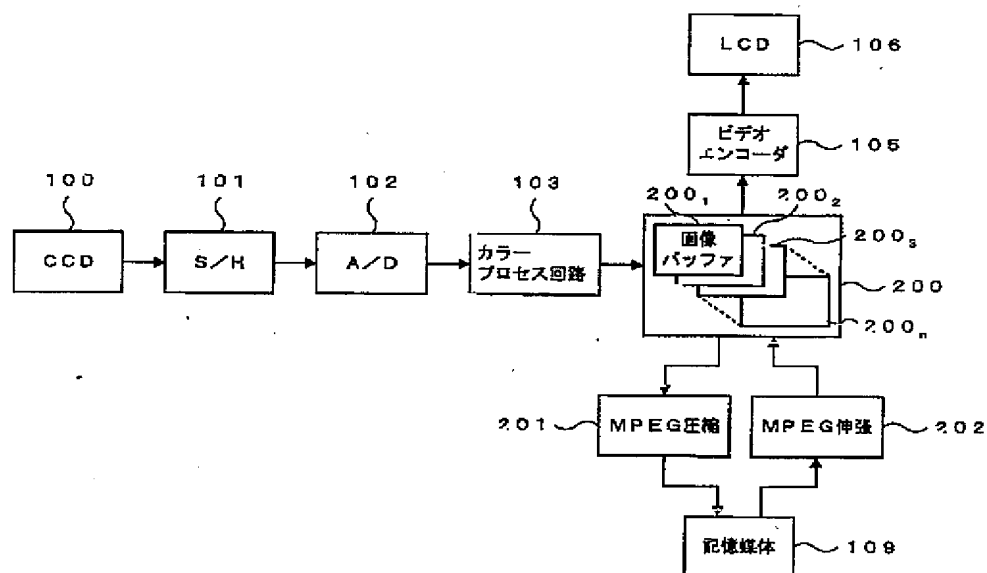 LCD
106
ビデオ
エンコーダ
105
100
101
102
103
200₁
200₂
CCD
S/H
A/D
カラー
プロセス回路
画像
バッファ
200₃
200
200ₙ
201
MPEG圧縮
MPEG伸張
202
記憶媒体
109